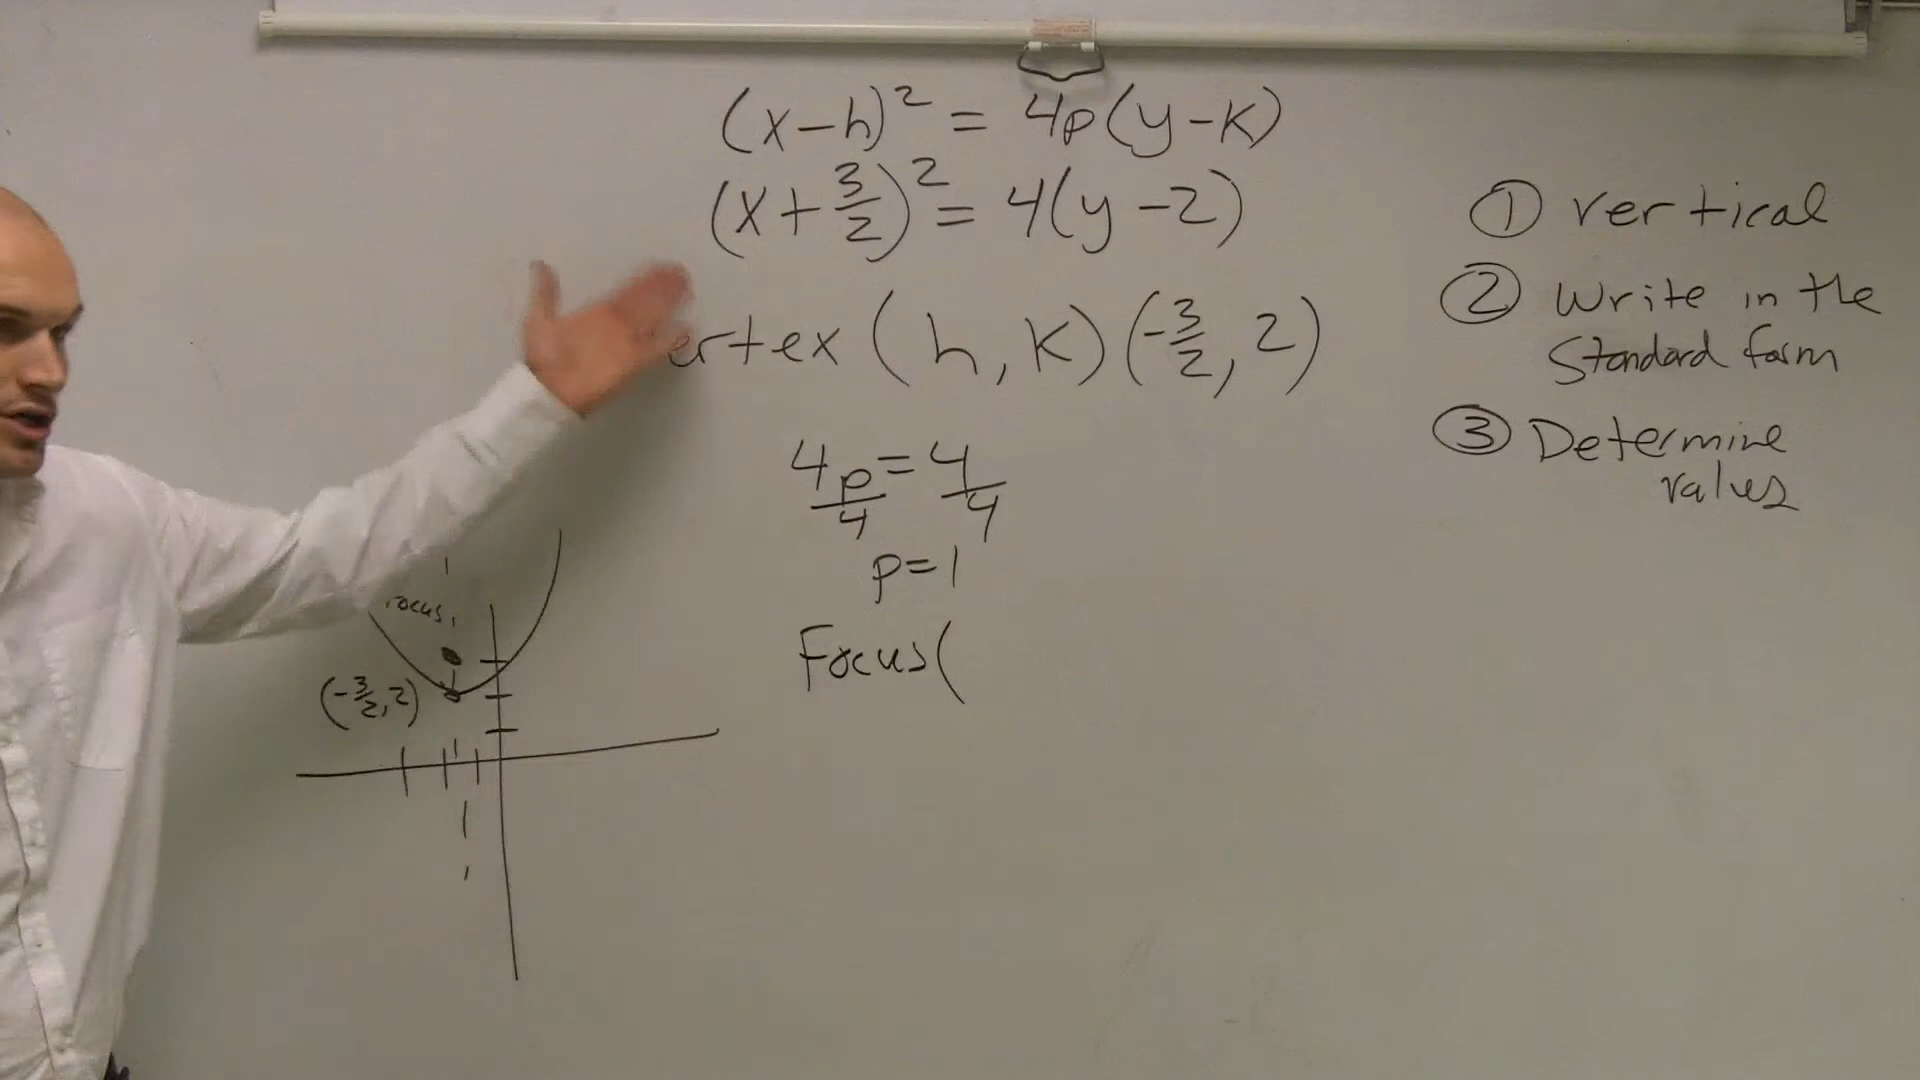 (x-h)² = 4p(y-k)
(x+3/2)² = 4(y-2)
ertex (h, k) (-3/2, 2)
4p/4 = 4/4
p=1
Focus(
① vertical
② Write in the
Standard form
③ Determine
values
ocus
(-3/2, 2)